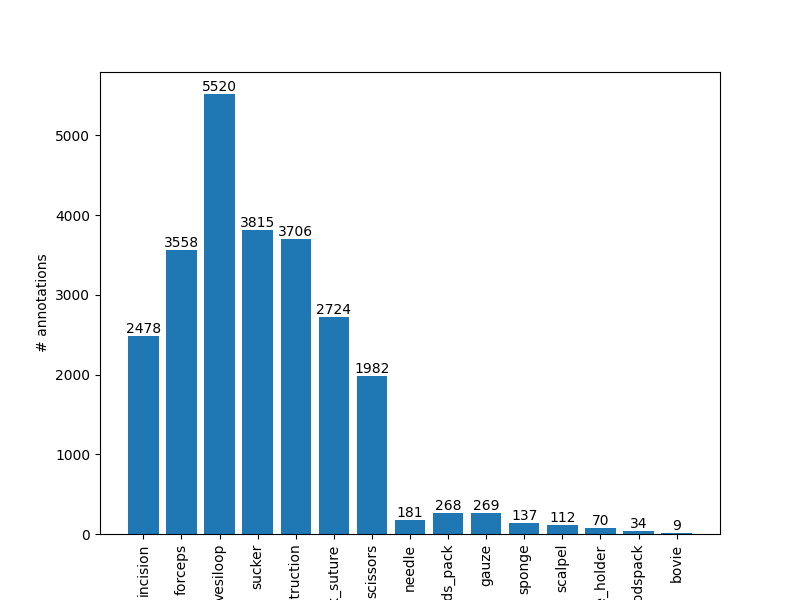 # annotations
5000
4000
3000
2000
1000
0
2478
3558
5520
3815
3706
2724
1982
181
268
269
137
112
70
34
9
incision
forceps
vesiloop
sucker
truction
_suture
scissors
needle
ds_pack
gauze
sponge
scalpel
_holder
odspack
bovie